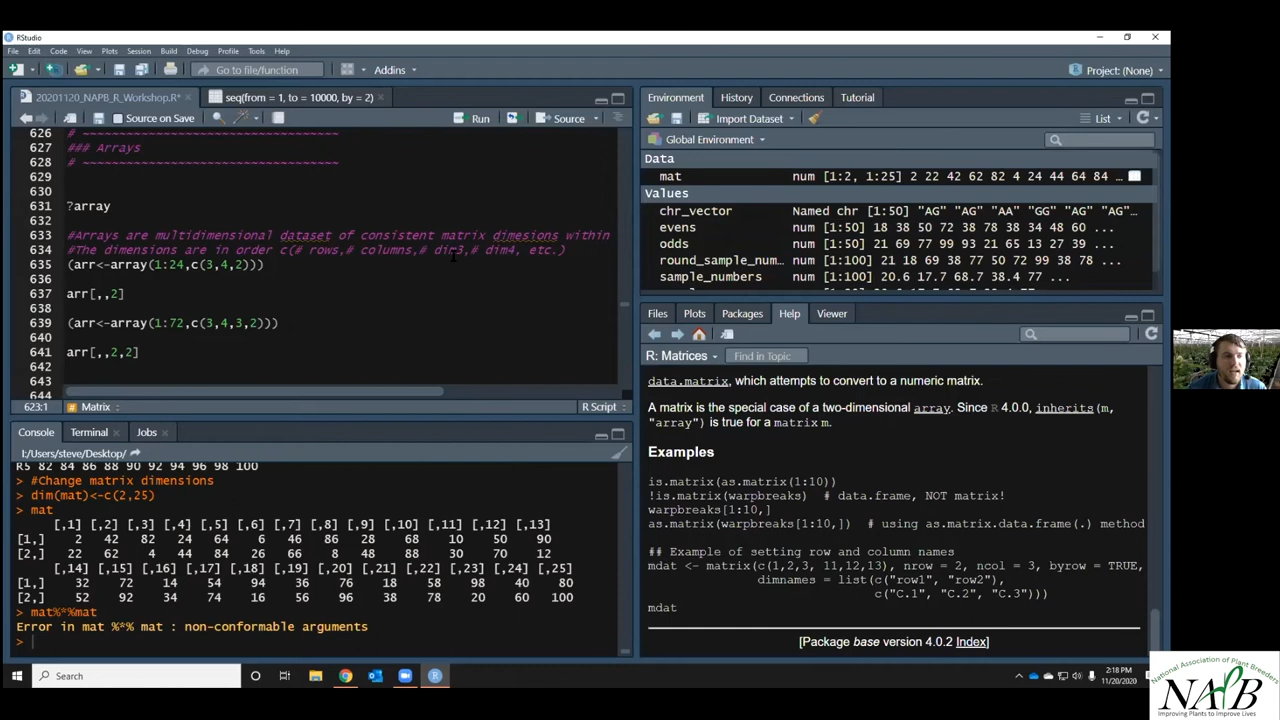 RStudio
File Edit Code View Plots Session Build Debug Profile Tools Help
Go to file/function Addins Project: (None)
20201120_NAPB_R_Workshop.R* seq(from = 1, to = 10000, by = 2)
Source on Save Run Source
626 # ~~~~~~~~~~~~~~~~~~~~~~~~~~~~~~~~~~~
627 ### Arrays
628 # ~~~~~~~~~~~~~~~~~~~~~~~~~~~~~~~~~~~
629
630
631 ?array
632
633 #Arrays are multidimensional dataset of consistent matrix dimesions within
634 #The dimensions are in order c(# rows,# columns,# dim3,# dim4, etc.)
635 (arr<-array(1:24,c(3,4,2)))
636
637 arr[,,2]
638
639 (arr<-array(1:72,c(3,4,3,2)))
640
641 arr[,,2,2]
642
643
644
623:1 # Matrix R Script
Console Terminal Jobs
I:/Users/steve/Desktop/
R5 82 84 86 88 90 92 94 96 98 100
> #Change matrix dimensions
> dim(mat)<-c(2,25)
> mat
[,1] [,2] [,3] [,4] [,5] [,6] [,7] [,8] [,9] [,10] [,11] [,12] [,13]
[1,] 2 42 82 24 64 6 46 86 28 68 10 50 90
[2,] 22 62 4 44 84 26 66 8 48 88 30 70 12
[,14] [,15] [,16] [,17] [,18] [,19] [,20] [,21] [,22] [,23] [,24] [,25]
[1,] 32 72 14 54 94 36 76 18 58 98 40 80
[2,] 52 92 34 74 16 56 96 38 78 20 60 100
> mat%*%mat
Error in mat %*% mat : non-conformable arguments
>
Environment History Connections Tutorial
Import Dataset List
Global Environment
Data
mat num [1:2, 1:25] 2 22 42 62 82 4 24 44 64 84 …
Values
chr_vector Named chr [1:50] "AG" "AG" "AA" "GG" "AG" "AG"…
evens num [1:50] 18 38 50 72 38 78 34 48 60 ...
odds num [1:50] 21 69 77 99 93 21 65 13 27 39 ...
round_sample_num… num [1:100] 21 18 69 38 77 50 72 99 38 78 ...
sample_numbers num [1:100] 20.6 17.7 68.7 38.4 77 ...
Files Plots Packages Help Viewer
R: Matrices Find in Topic
data.matrix, which attempts to convert to a numeric matrix.
A matrix is the special case of a two-dimensional array. Since R 4.0.0, inherits(m,
"array") is true for a matrix m.
Examples
is.matrix(as.matrix(1:10))
!is.matrix(warpbreaks) # data.frame, NOT matrix!
warpbreaks[1:10,]
as.matrix(warpbreaks[1:10,]) # using as.matrix.data.frame(.) method
## Example of setting row and column names
mdat <- matrix(c(1,2,3, 11,12,13), nrow = 2, ncol = 3, byrow = TRUE,
dimnames = list(c("row1", "row2"),
c("C.1", "C.2", "C.3")))
mdat
[Package base version 4.0.2 Index]
Search
2:18 PM
11/20/2020
National Association of Plant Breeders
NAPB
Improving Plants to Improve Lives